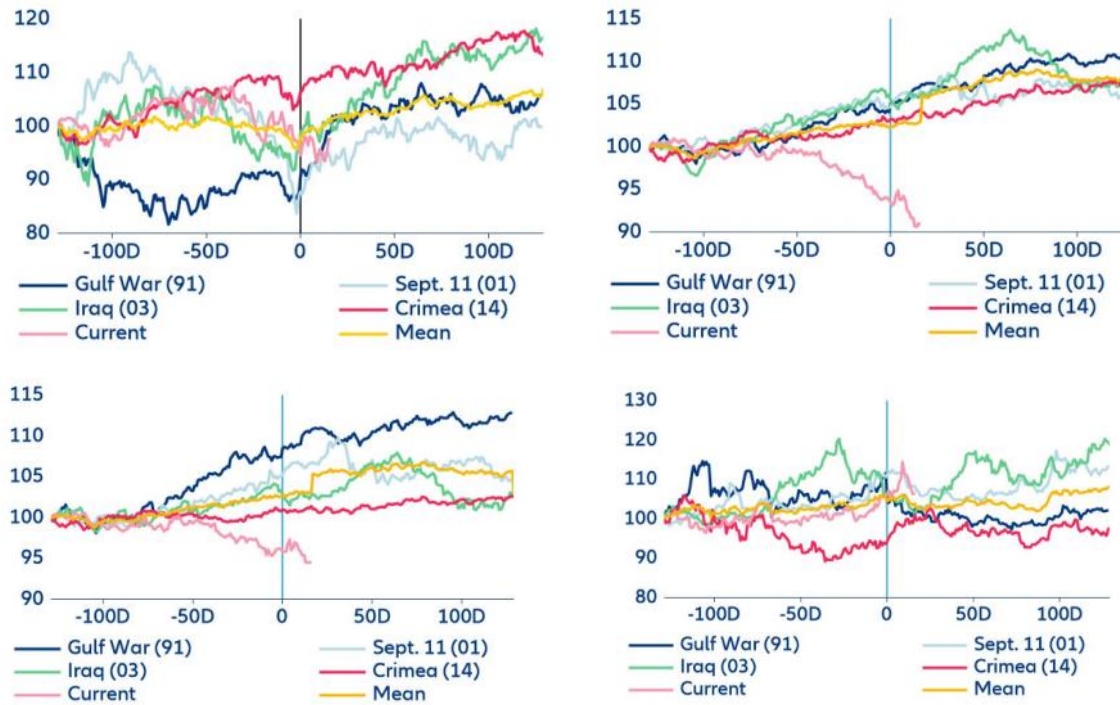 120
110
100
90
80
-100D -50D 0 50D 100D
Gulf War (91) Sept. 11 (01)
Iraq (03) Crimea (14)
Current Mean
115
110
105
100
95
90
-100D -50D 0 50D 100D
Gulf War (91) Sept. 11 (01)
Iraq (03) Crimea (14)
Current Mean
115
110
105
100
95
90
-100D -50D 0 50D 100D
Gulf War (91) Sept. 11 (01)
Iraq (03) Crimea (14)
Current Mean
130
120
110
100
90
80
-100D -50D 0 50D 100D
Gulf War (91) Sept. 11 (01)
Iraq (03) Crimea (14)
Current Mean